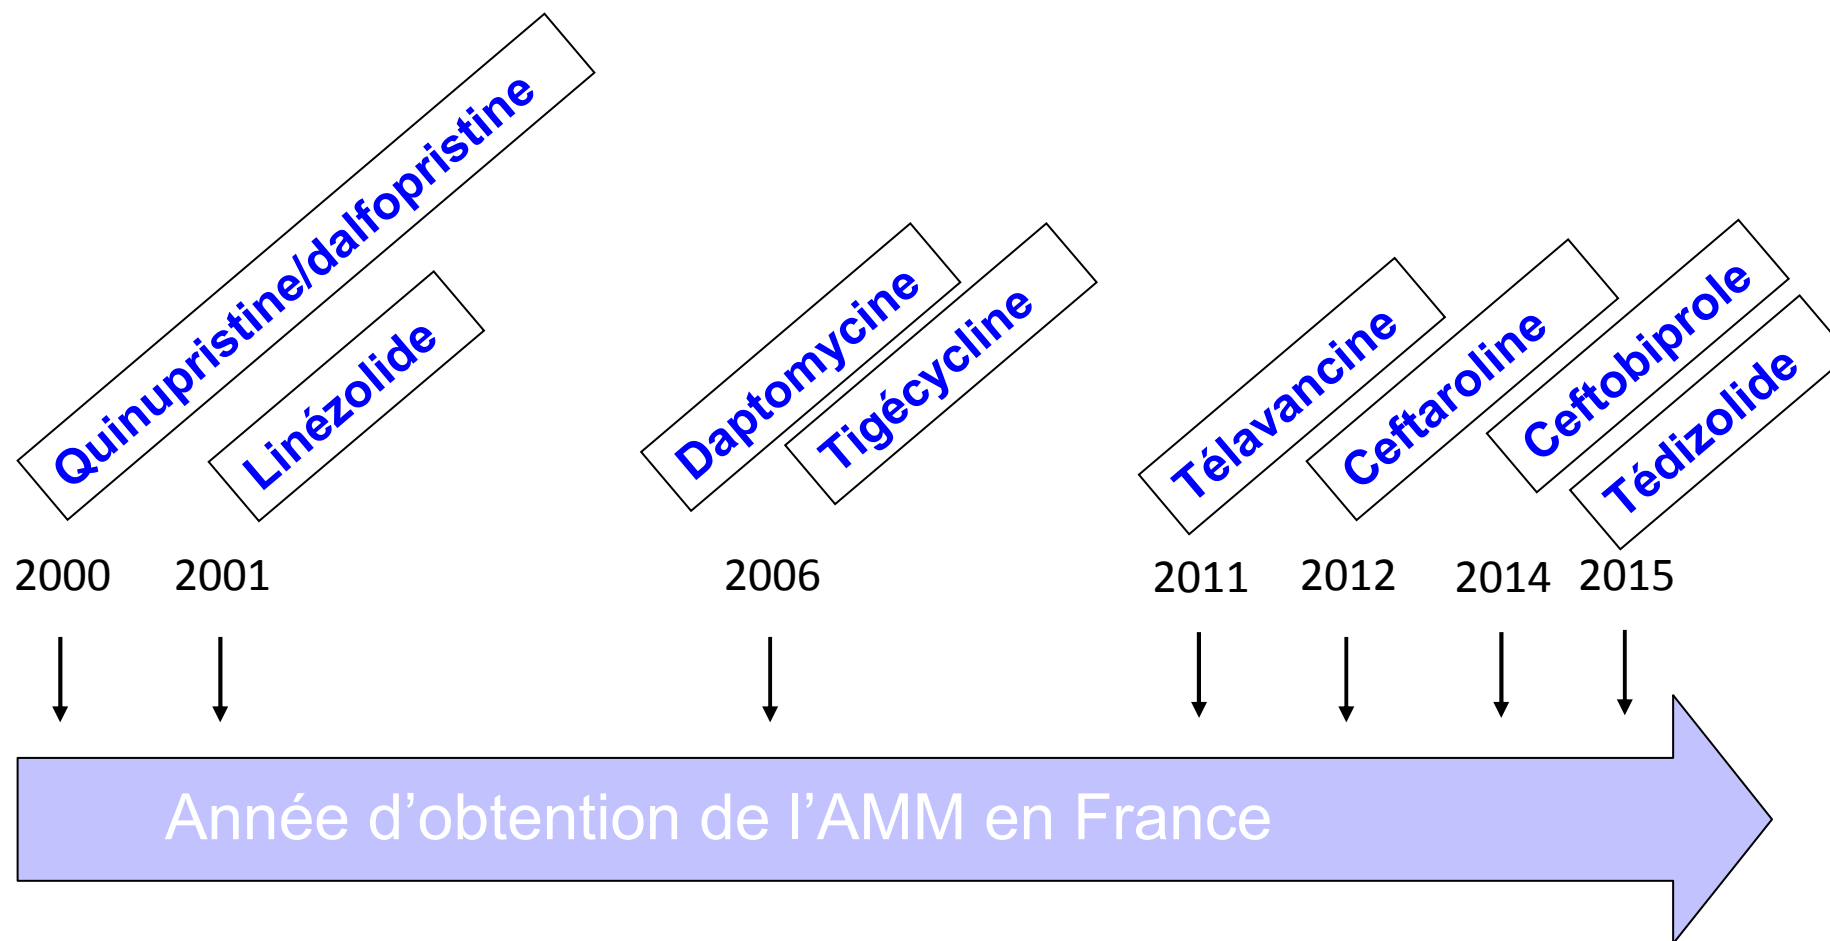 Quinupristine/dalfopristine
Linézolide
Daptomycine
Tigécycline
Télavancine
Ceftaroline
Ceftobiprole
Tédizolide
2000 2001 2006 2011 2012 2014 2015
Année d’obtention de l’AMM en France